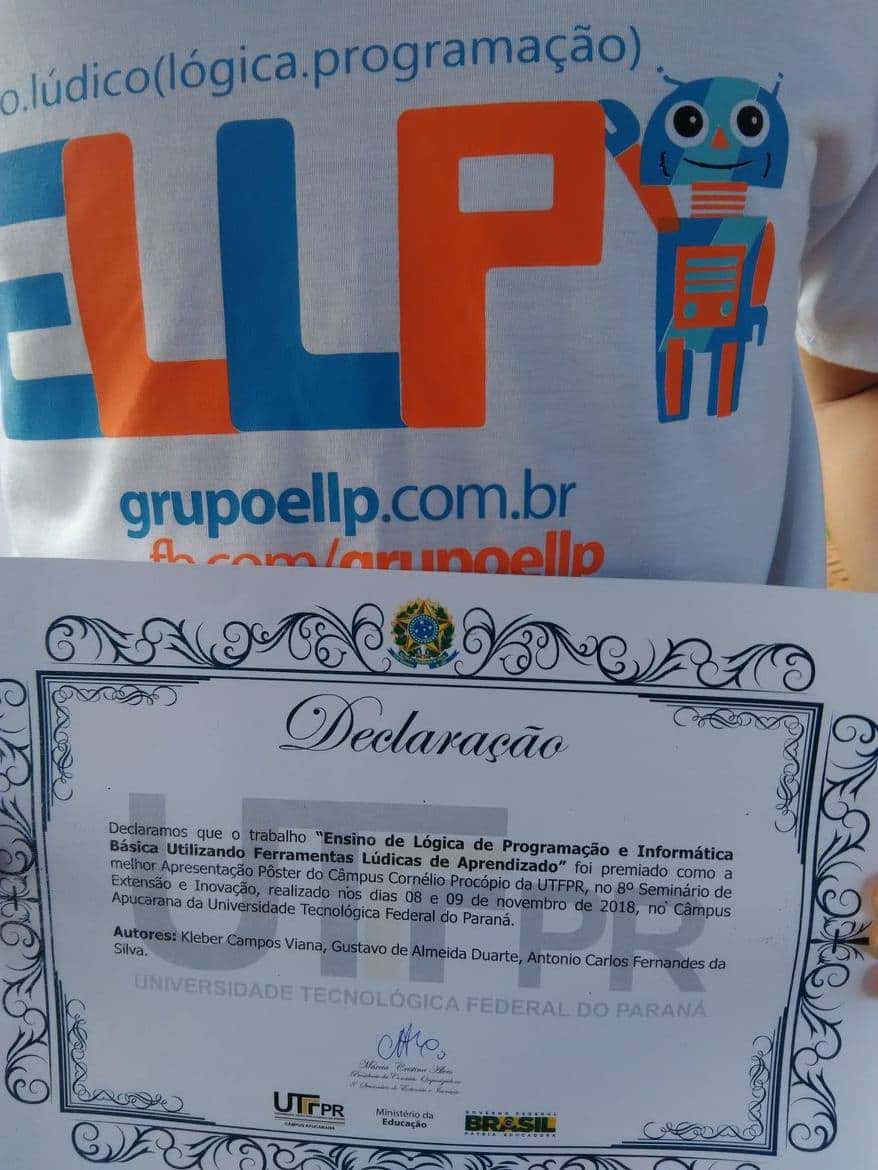 o.lúdico(lógica.programação)
ELLP
grupoellp.com.br
fb.com/grupoellp
Declaração
Declaramos que o trabalho "Ensino de Lógica de Programação e Informática
Básica Utilizando Ferramentas Lúdicas de Aprendizado" foi premiado como a
melhor Apresentação Pôster do Câmpus Cornélio Procópio da UTFPR, no 8º Seminário de
Extensão e Inovação, realizado nos dias 08 e 09 de novembro de 2018, no Câmpus
Apucarana da Universidade Tecnológica Federal do Paraná.
Autores: Kleber Campos Viana, Gustavo de Almeida Duarte, Antonio Carlos Fernandes da
Silva.
UTFPR
UNIVERSIDADE TECNOLÓGICA FEDERAL DO PARANÁ
Márcia Cristina Alves
Presidente da Comissão Organizadora
8º Seminário de Extensão e Inovação
UTFPR
CÂMPUS APUCARANA
Ministério da
Educação
GOVERNO FEDERAL
BRASIL
PÁTRIA EDUCADORA